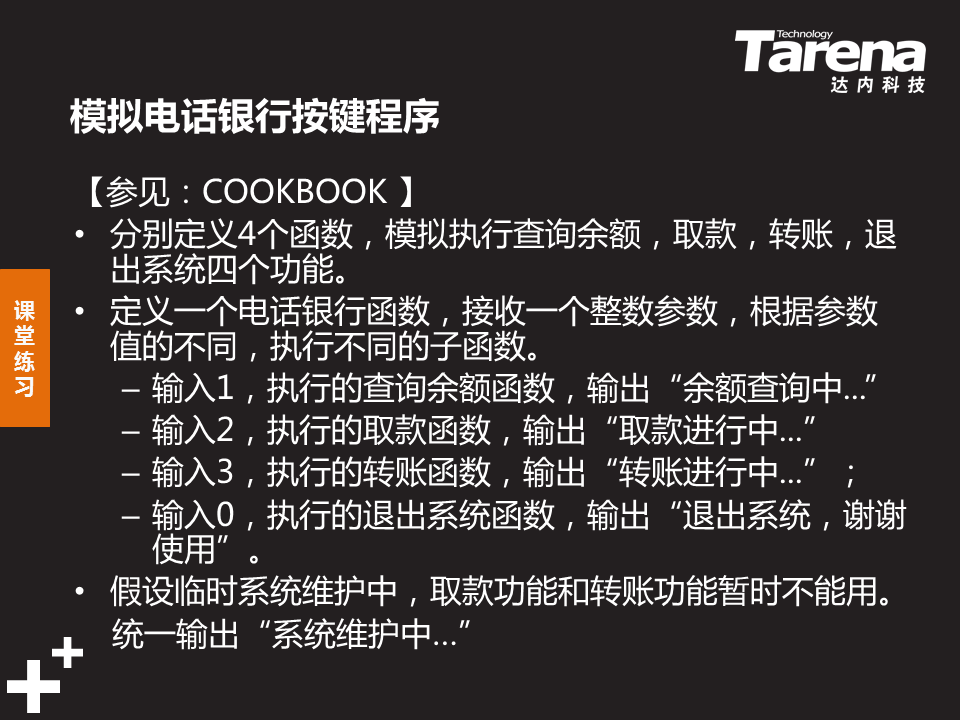 Technology
Tarena
达内科技
模拟电话银行按键程序
【参见：COOKBOOK 】
• 分别定义4个函数，模拟执行查询余额，取款，转账，退
出系统四个功能。
• 定义一个电话银行函数，接收一个整数参数，根据参数
值的不同，执行不同的子函数。
– 输入1，执行的查询余额函数，输出“余额查询中...”
– 输入2，执行的取款函数，输出“取款进行中...”
– 输入3，执行的转账函数，输出“转账进行中...”；
– 输入0，执行的退出系统函数，输出“退出系统，谢谢
使用”。
• 假设临时系统维护中，取款功能和转账功能暂时不能用。
统一输出“系统维护中...”
课
堂
练
习